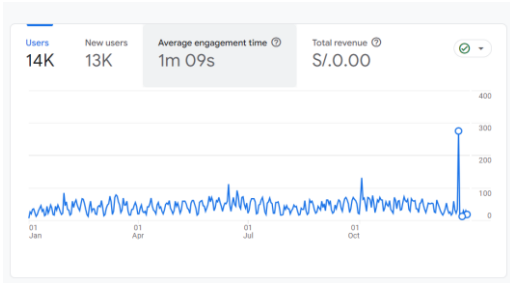 Users New users Average engagement time Total revenue
14K 13K 1m 09s S/.0.00
400
300
200
100
0
01 01 01 01
Jan Apr Jul Oct